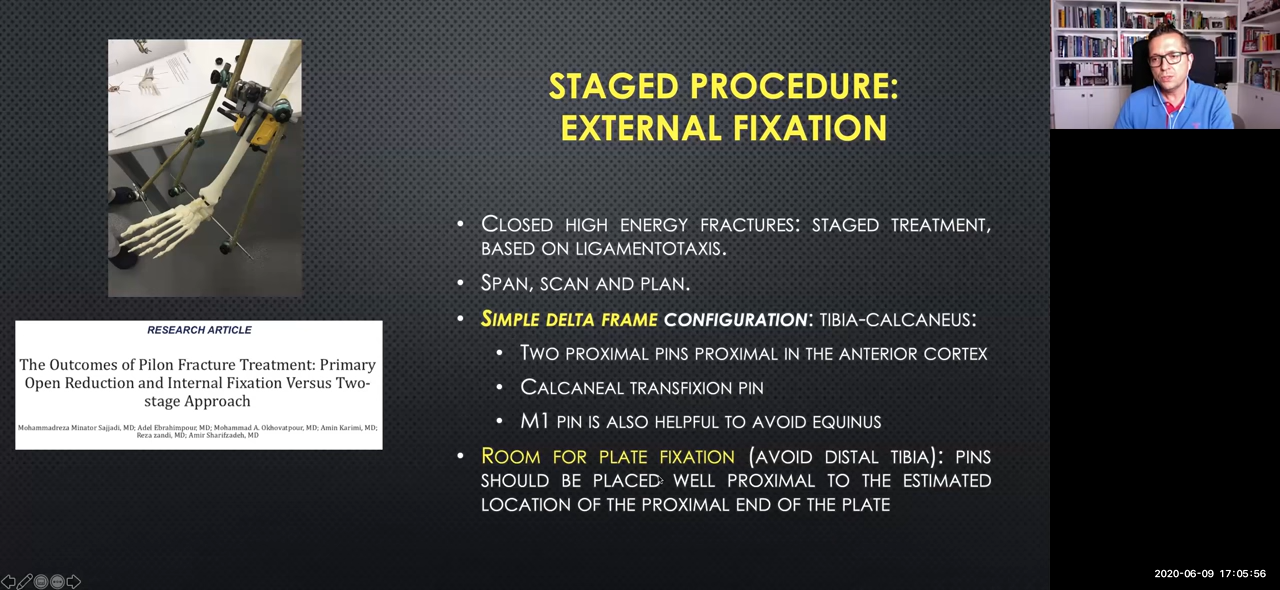 STAGED PROCEDURE:
EXTERNAL FIXATION
• CLOSED HIGH ENERGY FRACTURES: STAGED TREATMENT,
BASED ON LIGAMENTOTAXIS.
• SPAN, SCAN AND PLAN.
• SIMPLE DELTA FRAME CONFIGURATION: TIBIA-CALCANEUS:
• TWO PROXIMAL PINS PROXIMAL IN THE ANTERIOR CORTEX
• CALCANEAL TRANSFIXION PIN
• M1 PIN IS ALSO HELPFUL TO AVOID EQUINUS
• ROOM FOR PLATE FIXATION (AVOID DISTAL TIBIA): PINS
SHOULD BE PLACED WELL PROXIMAL TO THE ESTIMATED
LOCATION OF THE PROXIMAL END OF THE PLATE
RESEARCH ARTICLE
The Outcomes of Pilon Fracture Treatment: Primary
Open Reduction and Internal Fixation Versus Two-
stage Approach
Mohammadreza Minator Sajjadi, MD; Adel Ebrahimpour, MD; Mohammad A. Okhovatpour, MD; Amin Karimi, MD;
Reza zandi, MD; Amir Sharifzadeh, MD
2020-06-09 17:05:56